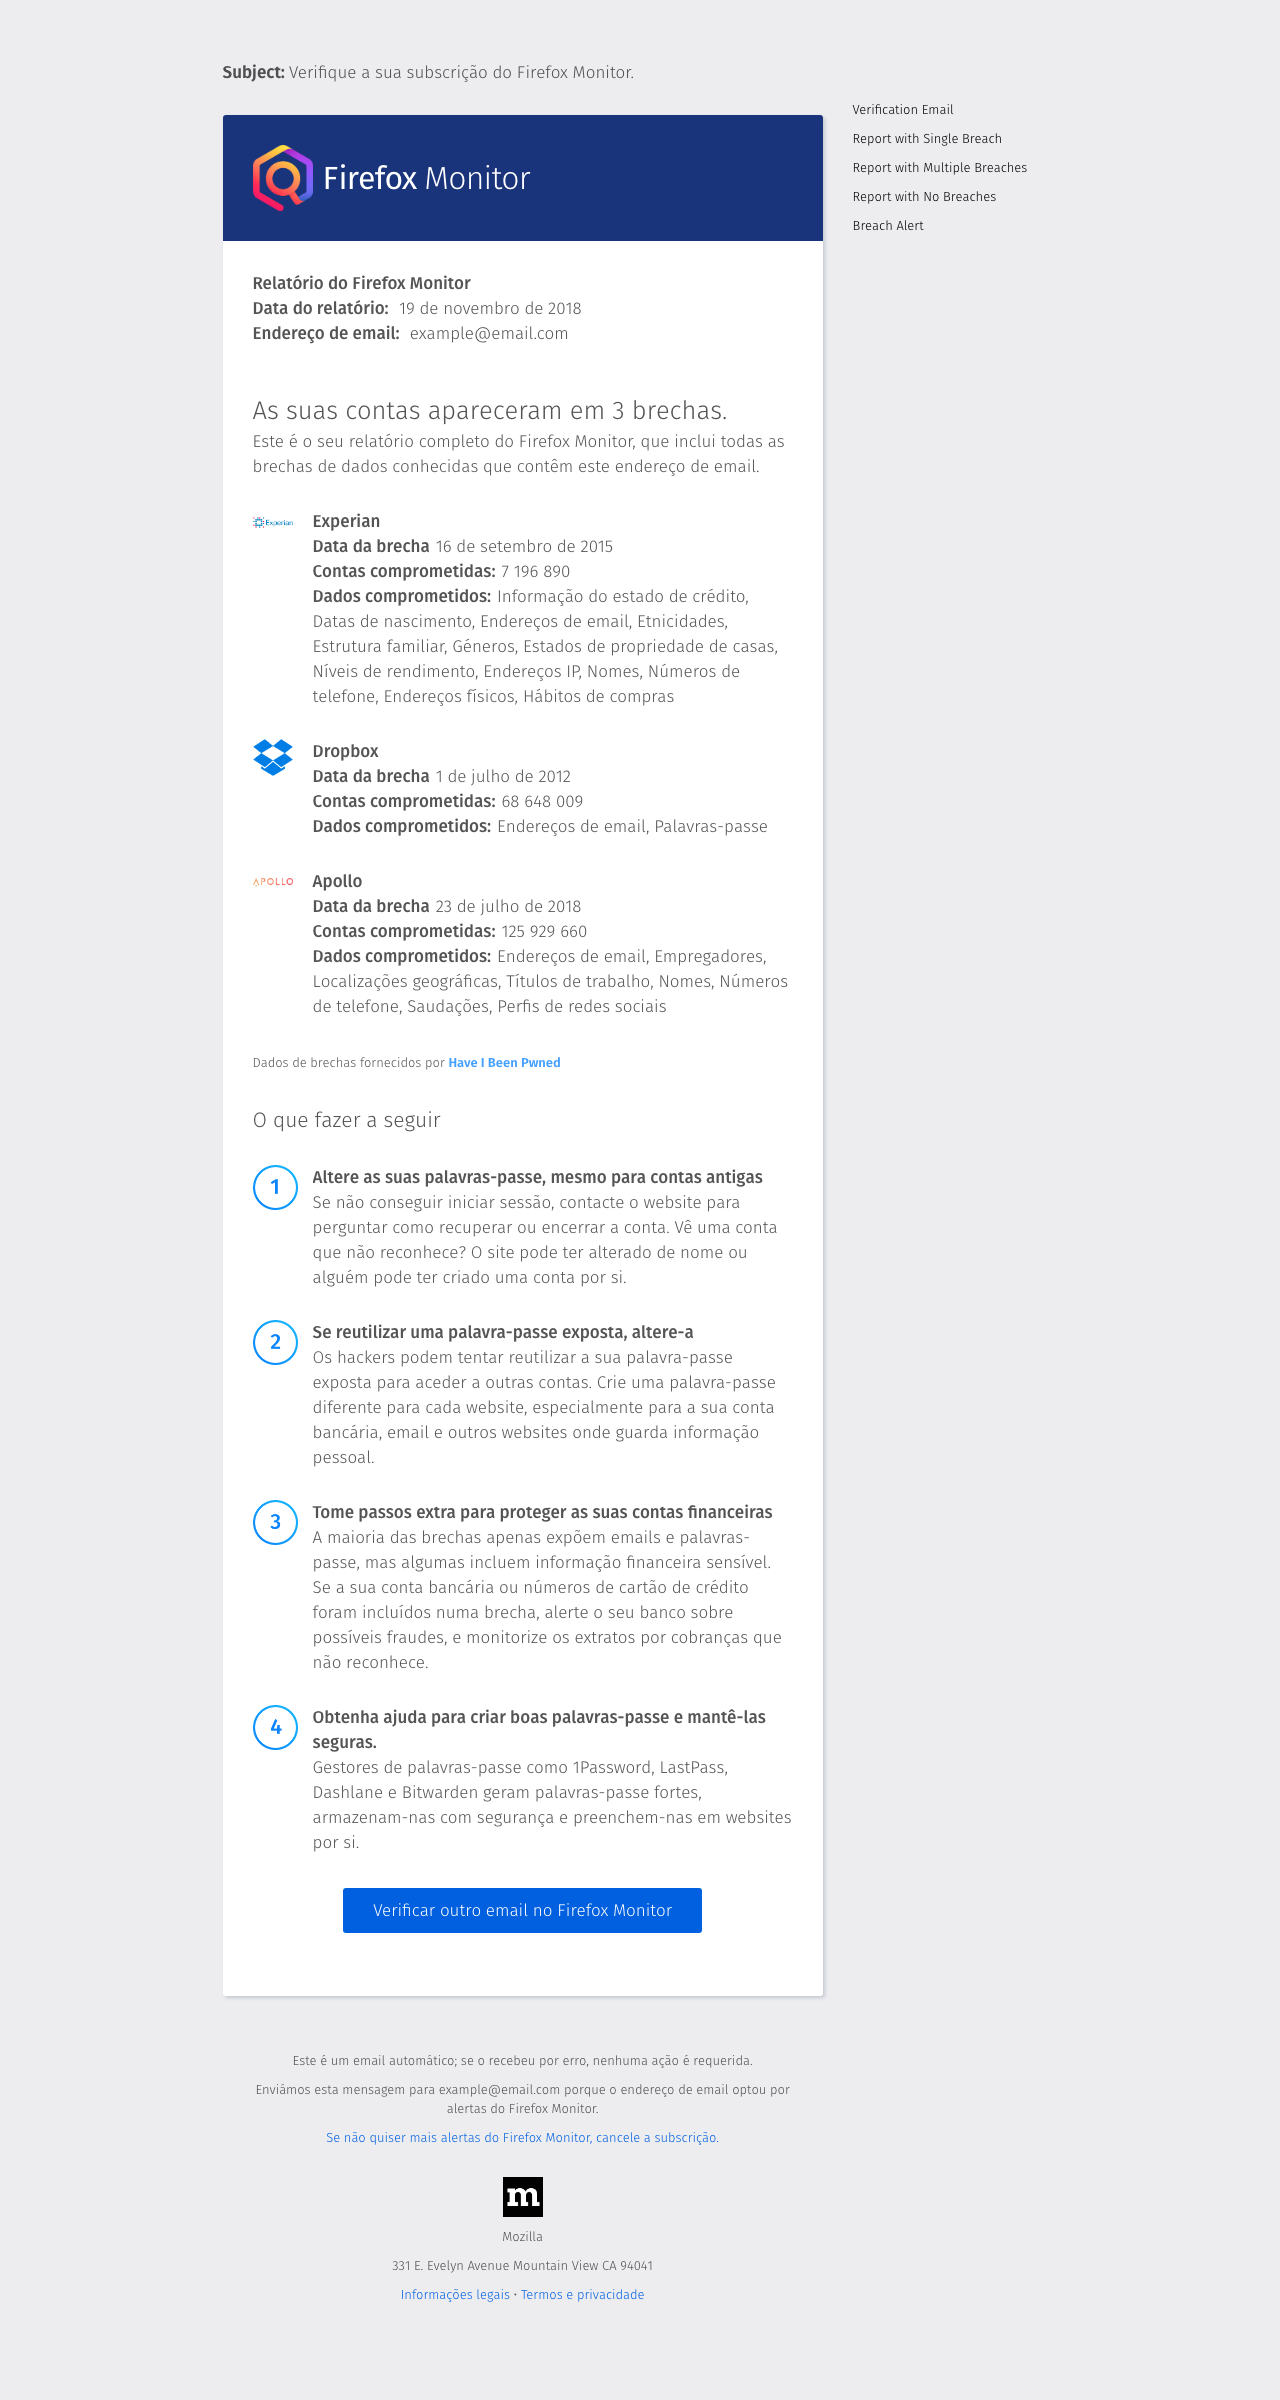 Subject: Verifique a sua subscrição do Firefox Monitor.
Verification Email
Report with Single Breach
Report with Multiple Breaches
Report with No Breaches
Breach Alert
Firefox Monitor
Relatório do Firefox Monitor
Data do relatório: 19 de novembro de 2018
Endereço de email: example@email.com
As suas contas apareceram em 3 brechas.
Este é o seu relatório completo do Firefox Monitor, que inclui todas as
brechas de dados conhecidas que contêm este endereço de email.
Experian
Experian
Data da brecha 16 de setembro de 2015
Contas comprometidas: 7 196 890
Dados comprometidos: Informação do estado de crédito,
Datas de nascimento, Endereços de email, Etnicidades,
Estrutura familiar, Géneros, Estados de propriedade de casas,
Níveis de rendimento, Endereços IP, Nomes, Números de
telefone, Endereços físicos, Hábitos de compras
Dropbox
Data da brecha 1 de julho de 2012
Contas comprometidas: 68 648 009
Dados comprometidos: Endereços de email, Palavras-passe
APOLLO
Apollo
Data da brecha 23 de julho de 2018
Contas comprometidas: 125 929 660
Dados comprometidos: Endereços de email, Empregadores,
Localizações geográficas, Títulos de trabalho, Nomes, Números
de telefone, Saudações, Perfis de redes sociais
Dados de brechas fornecidos por Have I Been Pwned
O que fazer a seguir
1
Altere as suas palavras-passe, mesmo para contas antigas
Se não conseguir iniciar sessão, contacte o website para
perguntar como recuperar ou encerrar a conta. Vê uma conta
que não reconhece? O site pode ter alterado de nome ou
alguém pode ter criado uma conta por si.
2
Se reutilizar uma palavra-passe exposta, altere-a
Os hackers podem tentar reutilizar a sua palavra-passe
exposta para aceder a outras contas. Crie uma palavra-passe
diferente para cada website, especialmente para a sua conta
bancária, email e outros websites onde guarda informação
pessoal.
3
Tome passos extra para proteger as suas contas financeiras
A maioria das brechas apenas expõem emails e palavras-
passe, mas algumas incluem informação financeira sensível.
Se a sua conta bancária ou números de cartão de crédito
foram incluídos numa brecha, alerte o seu banco sobre
possíveis fraudes, e monitorize os extratos por cobranças que
não reconhece.
4
Obtenha ajuda para criar boas palavras-passe e mantê-las
seguras.
Gestores de palavras-passe como 1Password, LastPass,
Dashlane e Bitwarden geram palavras-passe fortes,
armazenam-nas com segurança e preenchem-nas em websites
por si.
Verificar outro email no Firefox Monitor
Este é um email automático; se o recebeu por erro, nenhuma ação é requerida.
Enviámos esta mensagem para example@email.com porque o endereço de email optou por
alertas do Firefox Monitor.
Se não quiser mais alertas do Firefox Monitor, cancele a subscrição.
m
Mozilla
331 E. Evelyn Avenue Mountain View CA 94041
Informações legais • Termos e privacidade